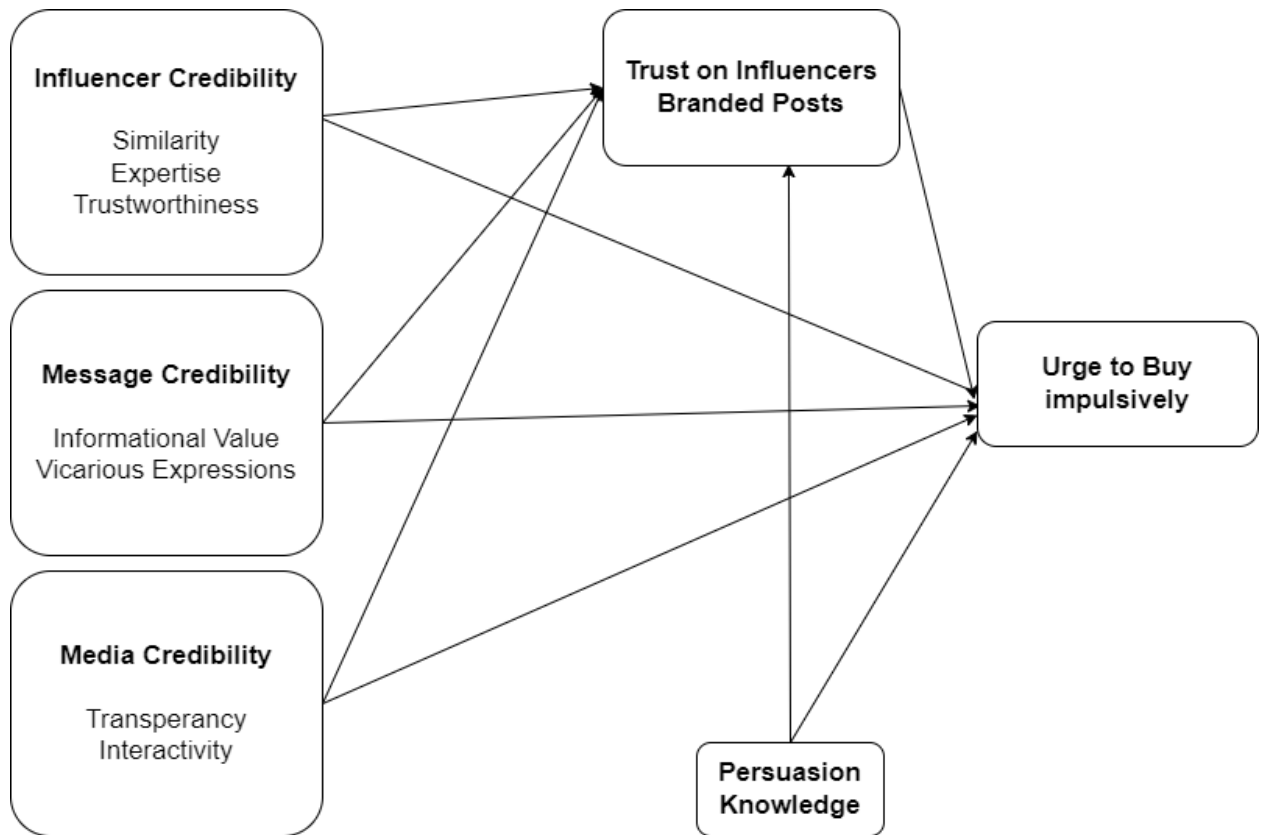 Influencer Credibility
Similarity
Expertise
Trustworthiness
Trust on Influencers
Branded Posts
Message Credibility
Informational Value
Vicarious Expressions
Urge to Buy
impulsively
Media Credibility
Transperancy
Interactivity
Persuasion
Knowledge